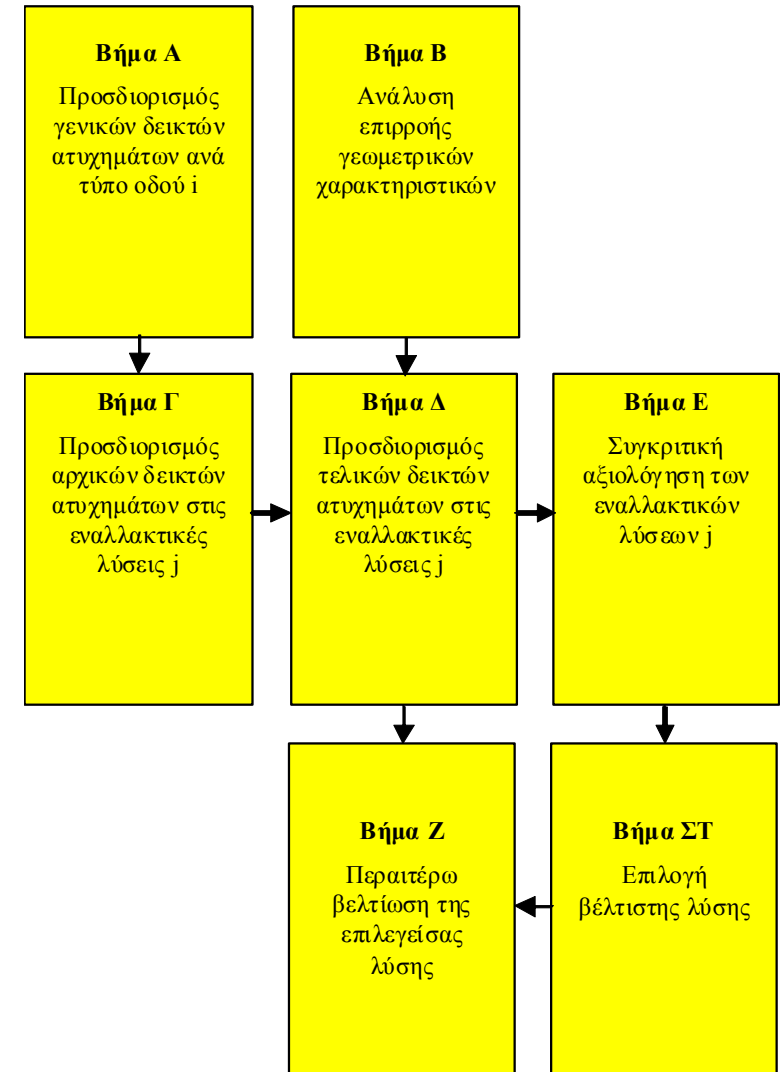 Βήμα Α
Προσδιορισμός
γενικών δεικτών
ατυχημάτων ανά
τύπο οδού i
Βήμα Β
Ανάλυση
επιρροής
γεωμετρικών
χαρακτηριστικών
Βήμα Γ
Προσδιορισμός
αρχικών δεικτών
ατυχημάτων στις
εναλλακτικές
λύσεις j
Βήμα Δ
Προσδιορισμός
τελικών δεικτών
ατυχημάτων στις
εναλλακτικές
λύσεις j
Βήμα Ε
Συγκριτική
αξιολόγηση των
εναλλακτικών
λύσεων j
Βήμα Ζ
Περαιτέρω
βελτίωση της
επιλεγείσας
λύσης
Βήμα ΣΤ
Επιλογή
βέλτιστης λύσης